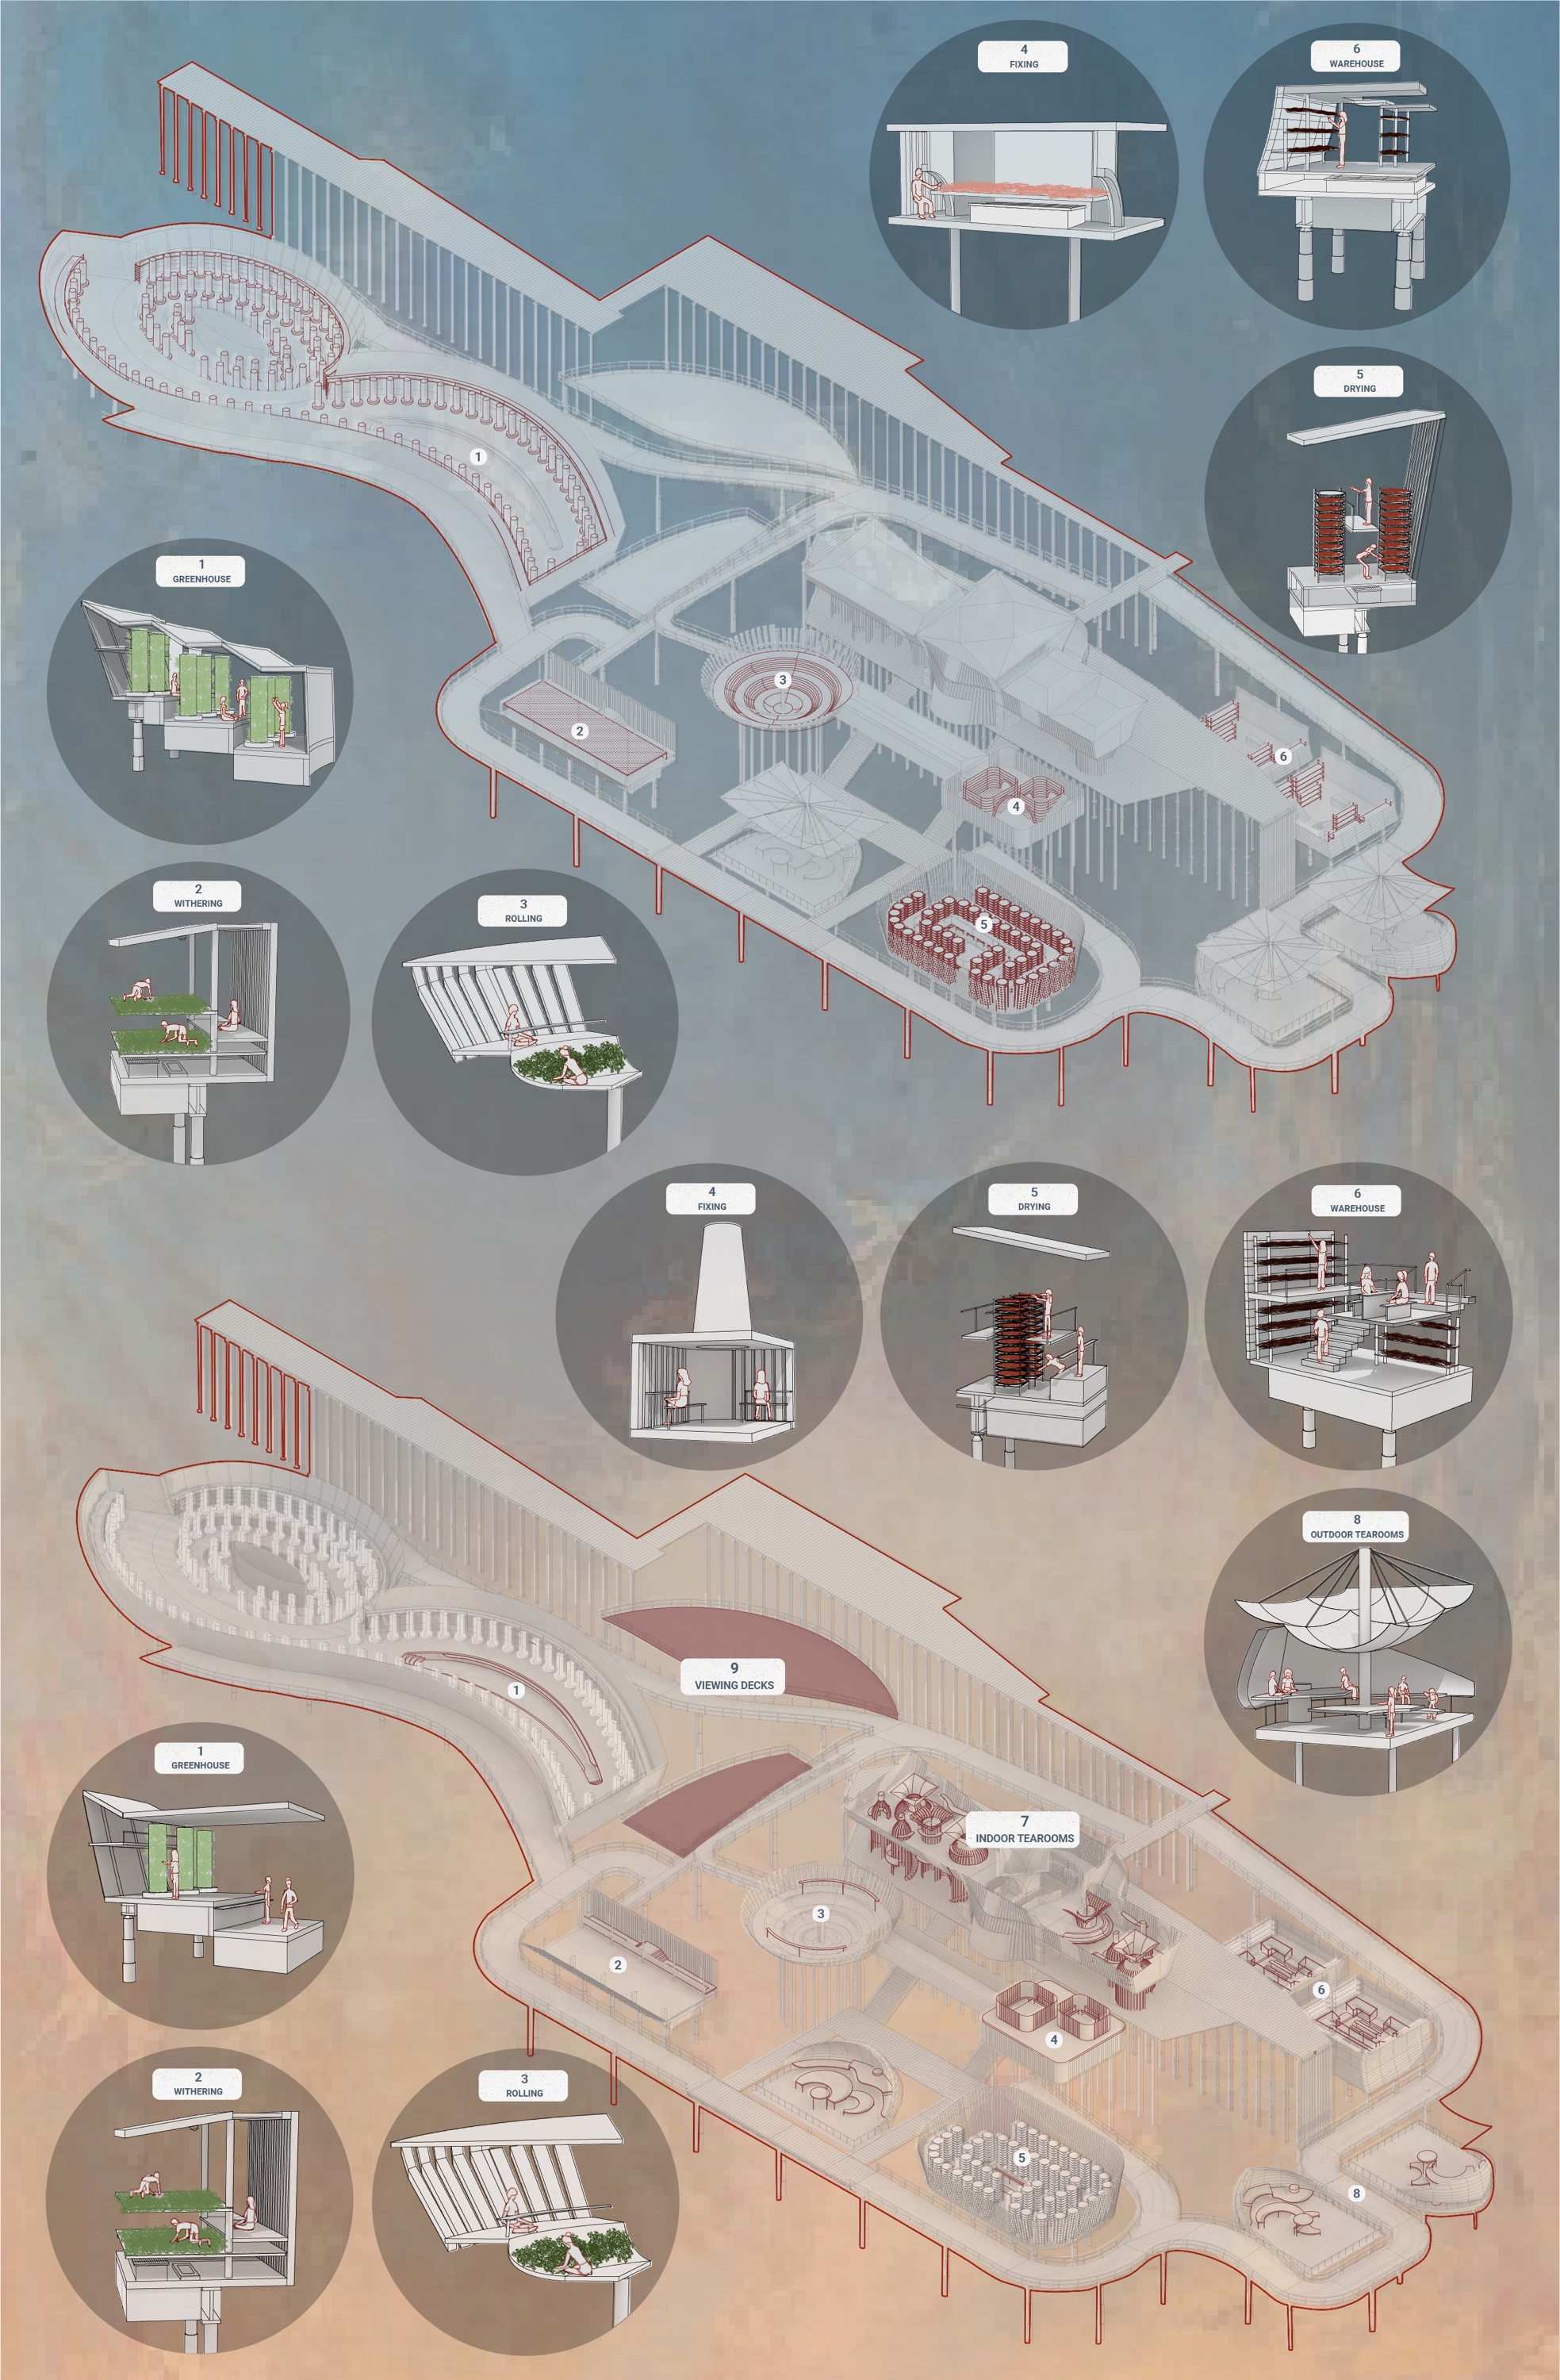 4
FIXING
6
WAREHOUSE
5
DRYING
1
1
GREENHOUSE
3
2
6
4
2
WITHERING
3
ROLLING
5
4
FIXING
5
DRYING
6
WAREHOUSE
8
OUTDOOR TEAROOMS
9
VIEWING DECKS
1
1
GREENHOUSE
7
INDOOR TEAROOMS
3
2
6
4
2
WITHERING
3
ROLLING
5
8